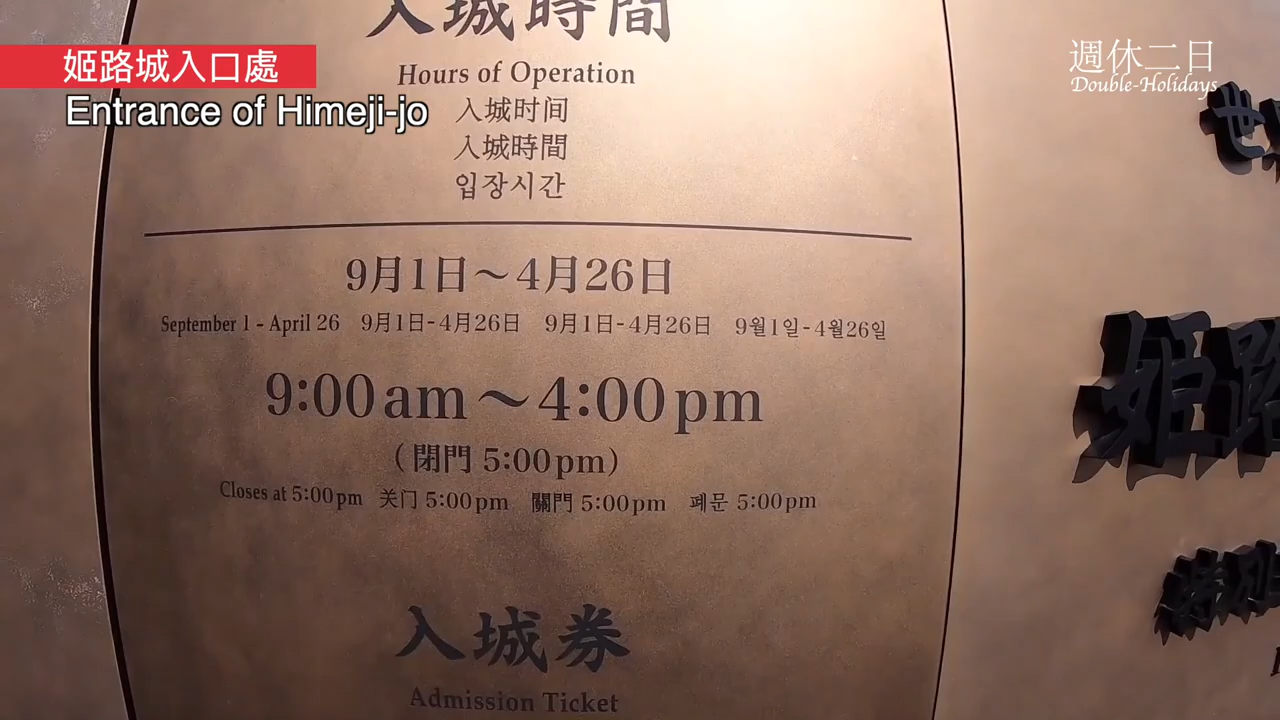 入城時間
姫路城入口處
Entrance of Himeji-jo
週休二日
Double-Holidays
Hours of Operation
入城时间
入城時間
입장시간
9月1日～4月26日
September 1 - April 26 9月1日-4月26日 9月1日-4月26日 9월1일-4월26일
9:00am～4:00pm
(閉門 5:00pm)
Closes at 5:00pm 关门 5:00pm 關門 5:00pm 폐문 5:00pm
入城券
Admission Ticket
世
姫路
特別